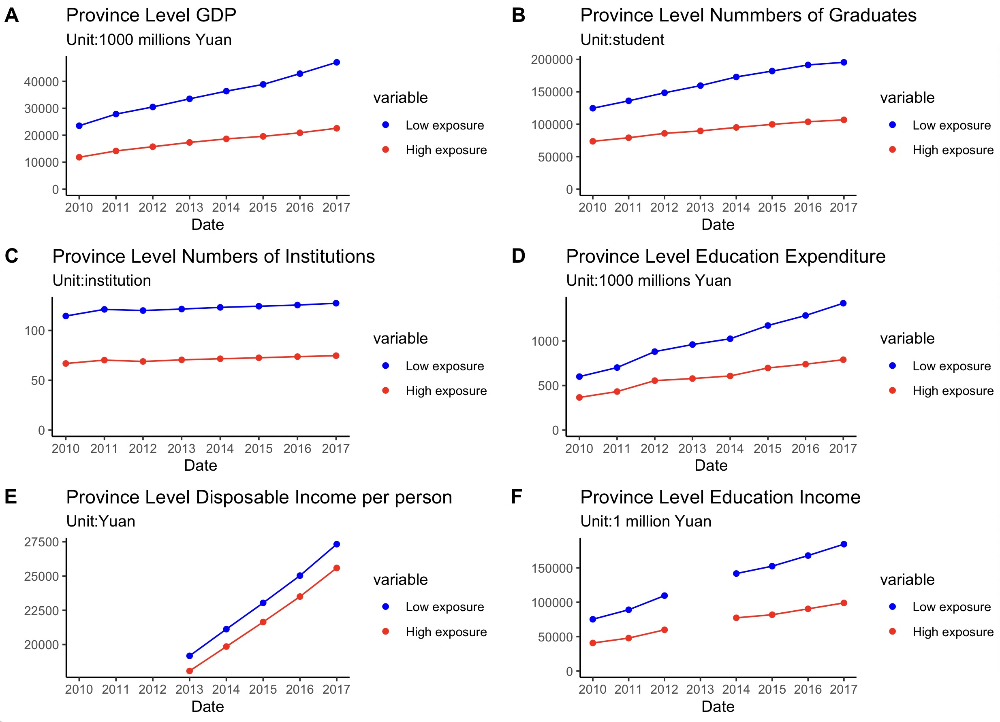 A Province Level GDP
Unit:1000 millions Yuan
40000
30000
20000
10000
0
2010 2011 2012 2013 2014 2015 2016 2017
Date
variable
Low exposure
High exposure
B Province Level Nummbers of Graduates
Unit:student
200000
150000
100000
50000
0
2010 2011 2012 2013 2014 2015 2016 2017
Date
variable
Low exposure
High exposure
C Province Level Numbers of Institutions
Unit:institution
100
50
0
2010 2011 2012 2013 2014 2015 2016 2017
Date
variable
Low exposure
High exposure
D Province Level Education Expenditure
Unit:1000 millions Yuan
1000
500
0
2010 2011 2012 2013 2014 2015 2016 2017
Date
variable
Low exposure
High exposure
E Province Level Disposable Income per person
Unit:Yuan
27500
25000
22500
20000
2010 2011 2012 2013 2014 2015 2016 2017
Date
variable
Low exposure
High exposure
F Province Level Education Income
Unit:1 million Yuan
150000
100000
50000
0
2010 2011 2012 2013 2014 2015 2016 2017
Date
variable
Low exposure
High exposure